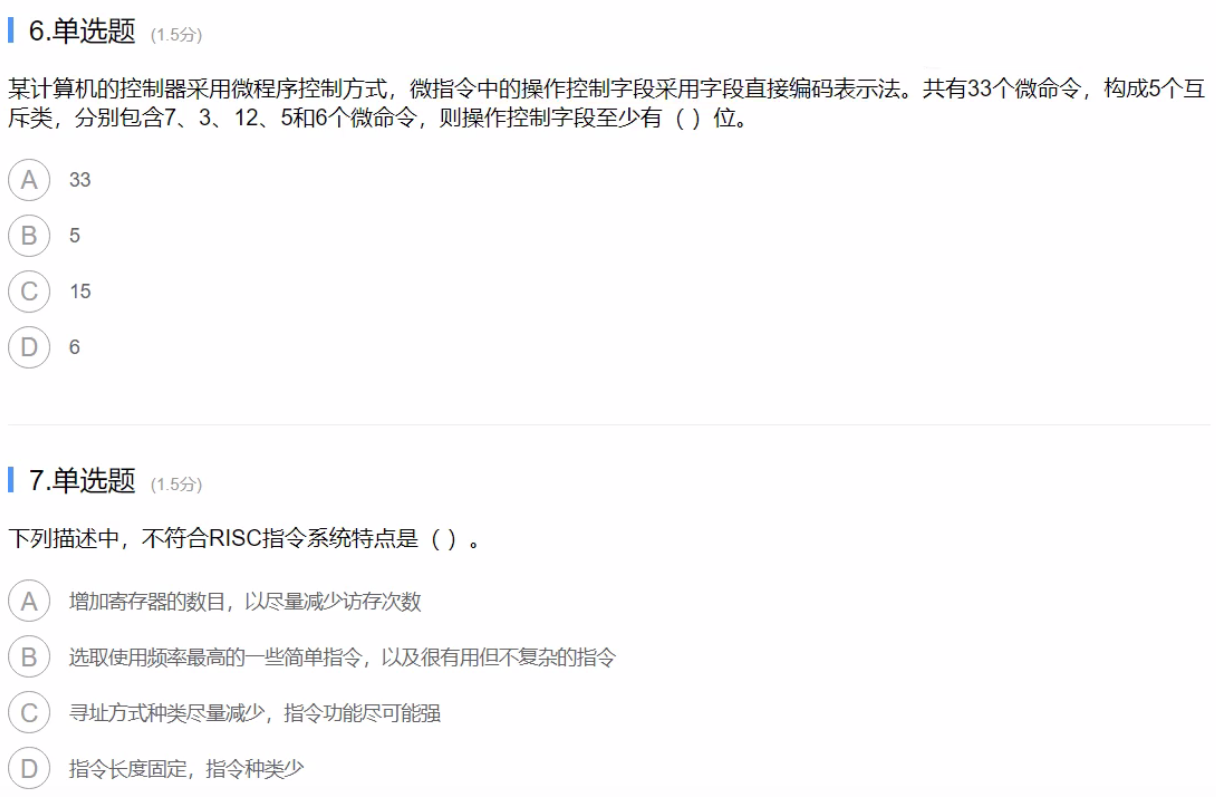 6.单选题 (1.5分)
某计算机的控制器采用微程序控制方式，微指令中的操作控制字段采用字段直接编码表示法。共有33个微命令，构成5个互
斥类，分别包含7、3、12、5和6个微命令，则操作控制字段至少有（ ）位。
A 33
B 5
C 15
D 6
7.单选题 (1.5分)
下列描述中，不符合RISC指令系统特点是（ ）。
A 增加寄存器的数目，以尽量减少访存次数
B 选取使用频率最高的一些简单指令，以及很有用但不复杂的指令
C 寻址方式种类尽量减少，指令功能尽可能强
D 指令长度固定，指令种类少